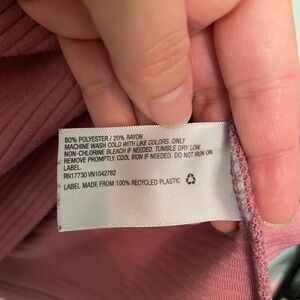 80% POLYESTER / 20% RAYON
MACHINE WASH COLD WITH LIKE COLORS. ONLY
NON-CHLORINE BLEACH IF NEEDED. TUMBLE DRY LOW.
REMOVE PROMPTLY. COOL IRON IF NEEDED. DO NOT IRON ON
LABEL.
RN17730 VN1042782
LABEL MADE FROM 100% RECYCLED PLASTIC